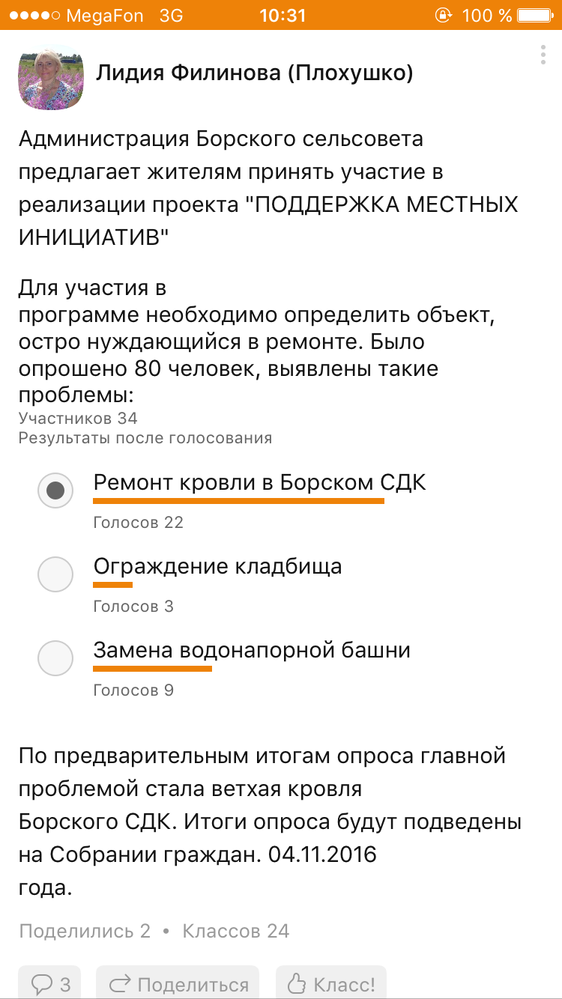 MegaFon 3G 10:31 100 %
Лидия Филинова (Плохушко)
Администрация Борского сельсовета
предлагает жителям принять участие в
реализации проекта "ПОДДЕРЖКА МЕСТНЫХ
ИНИЦИАТИВ"
Для участия в
программе необходимо определить объект,
остро нуждающийся в ремонте. Было
опрошено 80 человек, выявлены такие
проблемы:
Участников 34
Результаты после голосования
Ремонт кровли в Борском СДК
Голосов 22
Ограждение кладбища
Голосов 3
Замена водонапорной башни
Голосов 9
По предварительным итогам опроса главной
проблемой стала ветхая кровля
Борского СДК. Итоги опроса будут подведены
на Собрании граждан. 04.11.2016
года.
Поделились 2 • Классов 24
3 Поделиться Класс!